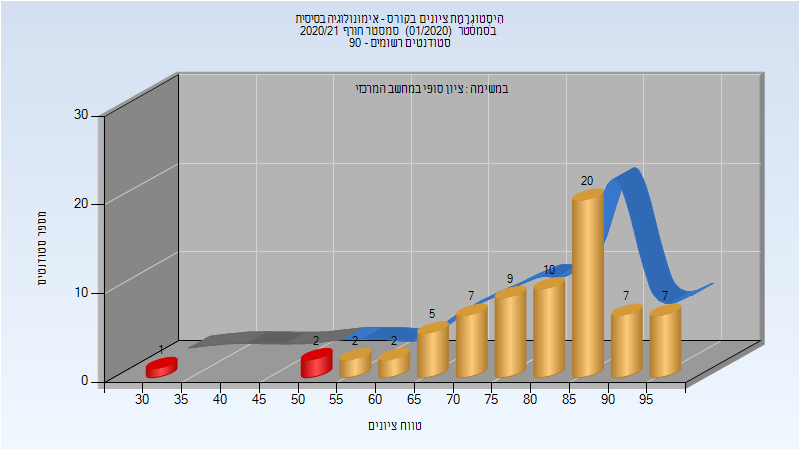 היסטוגרמת ציונים בקורס - אימונולוגיה בסיסית
בסמסטר (01/2020) סמסטר חורף 2020/21
סטודנטים רשומים - 90
במשימה : ציון סופי במחשב המרכזי
מספר סטודנטים
30
20
10
0
1
2
2
2
5
7
9
10
20
7
7
30 35 40 45 50 55 60 65 70 75 80 85 90 95
טווח ציונים